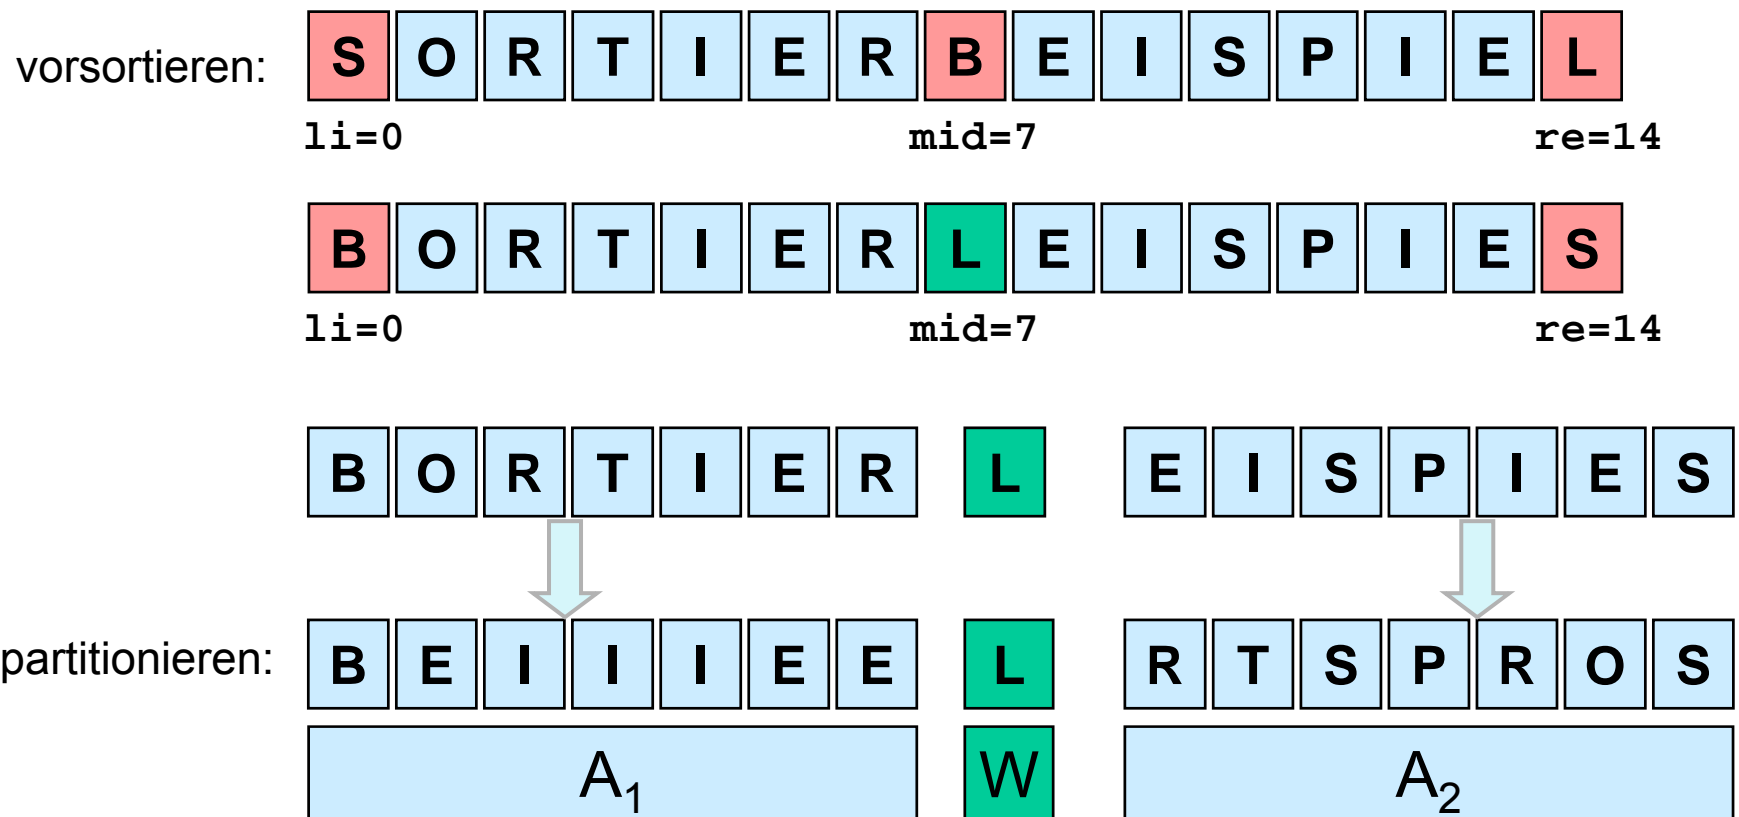 vorsortieren: S O R T I E R B E I S P I E L
li=0 mid=7 re=14
B O R T I E R L E I S P I E S
li=0 mid=7 re=14
B O R T I E R L E I S P I E S
partitionieren: B E I I I E E L R T S P R O S
A₁ W A₂